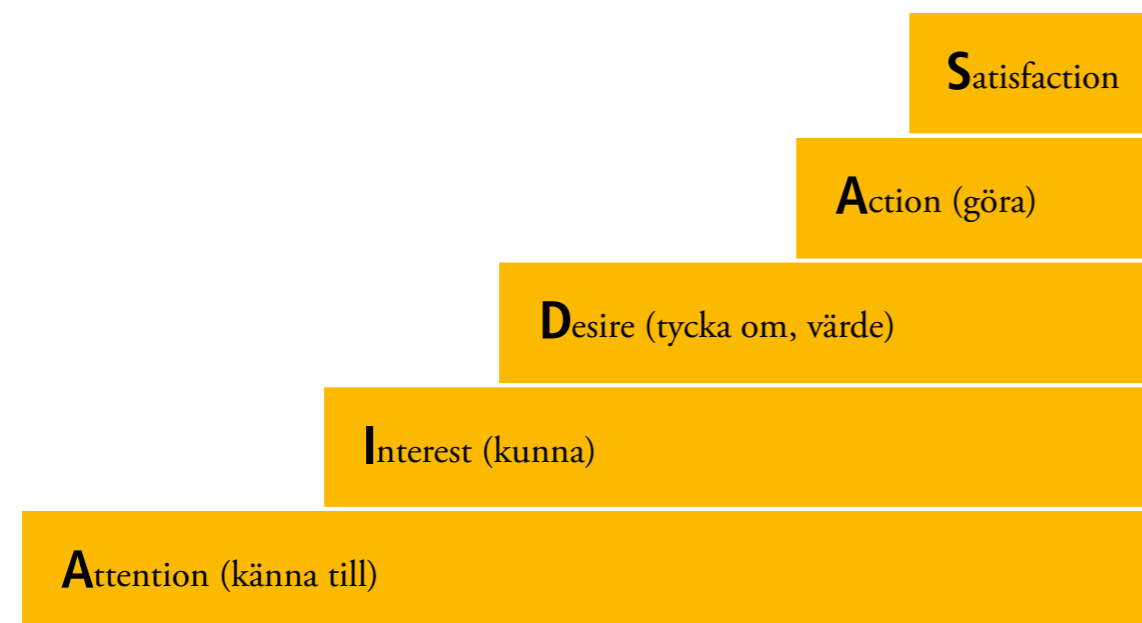 Satisfaction
Action (göra)
Desire (tycka om, värde)
Interest (kunna)
Attention (känna till)